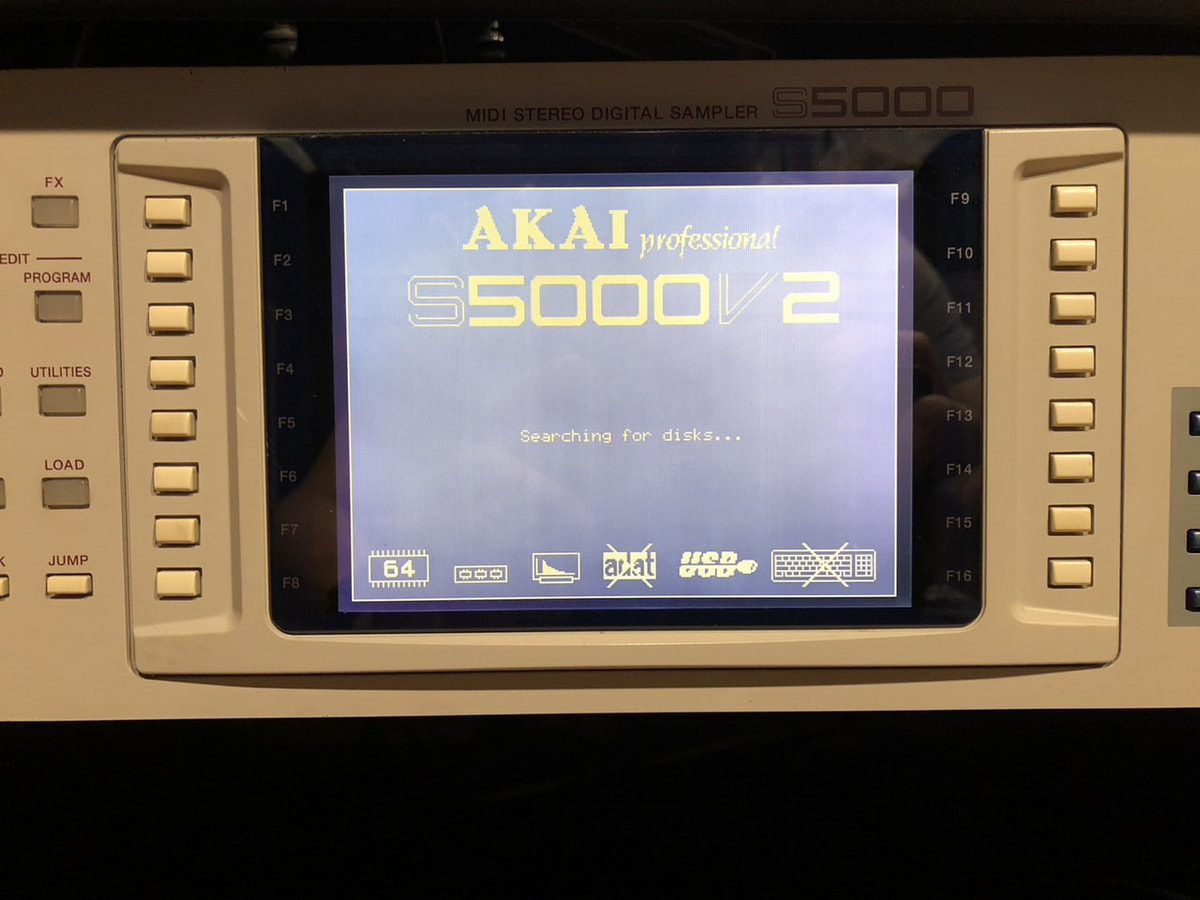 MIDI STEREO DIGITAL SAMPLER S5000
FX
EDIT
PROGRAM
UTILITIES
LOAD
JUMP
F1
F2
F3
F4
F5
F6
F7
F8
AKAI professional
S5000V2
Searching for disks...
64
adat
USB
F9
F10
F11
F12
F13
F14
F15
F16